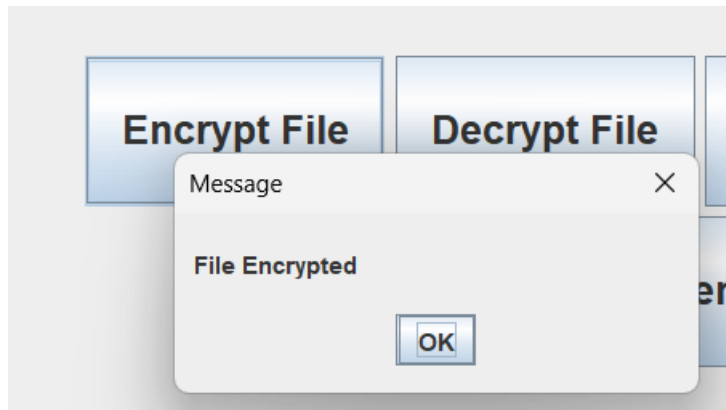 Encrypt File
Decrypt File
Message
File Encrypted
OK